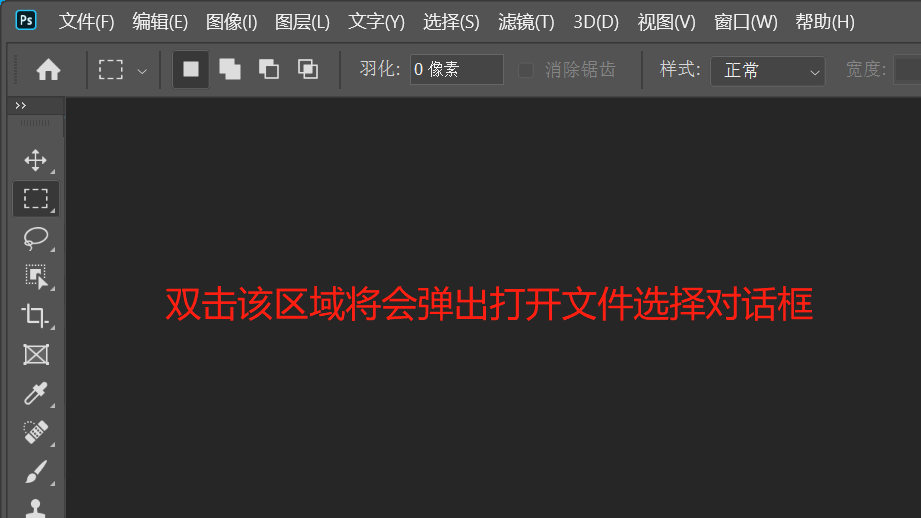 Ps 文件(F) 编辑(E) 图像(I) 图层(L) 文字(Y) 选择(S) 滤镜(T) 3D(D) 视图(V) 窗口(W) 帮助(H)
羽化: 0 像素 消除锯齿 样式: 正常 宽度:
双击该区域将会弹出打开文件选择对话框